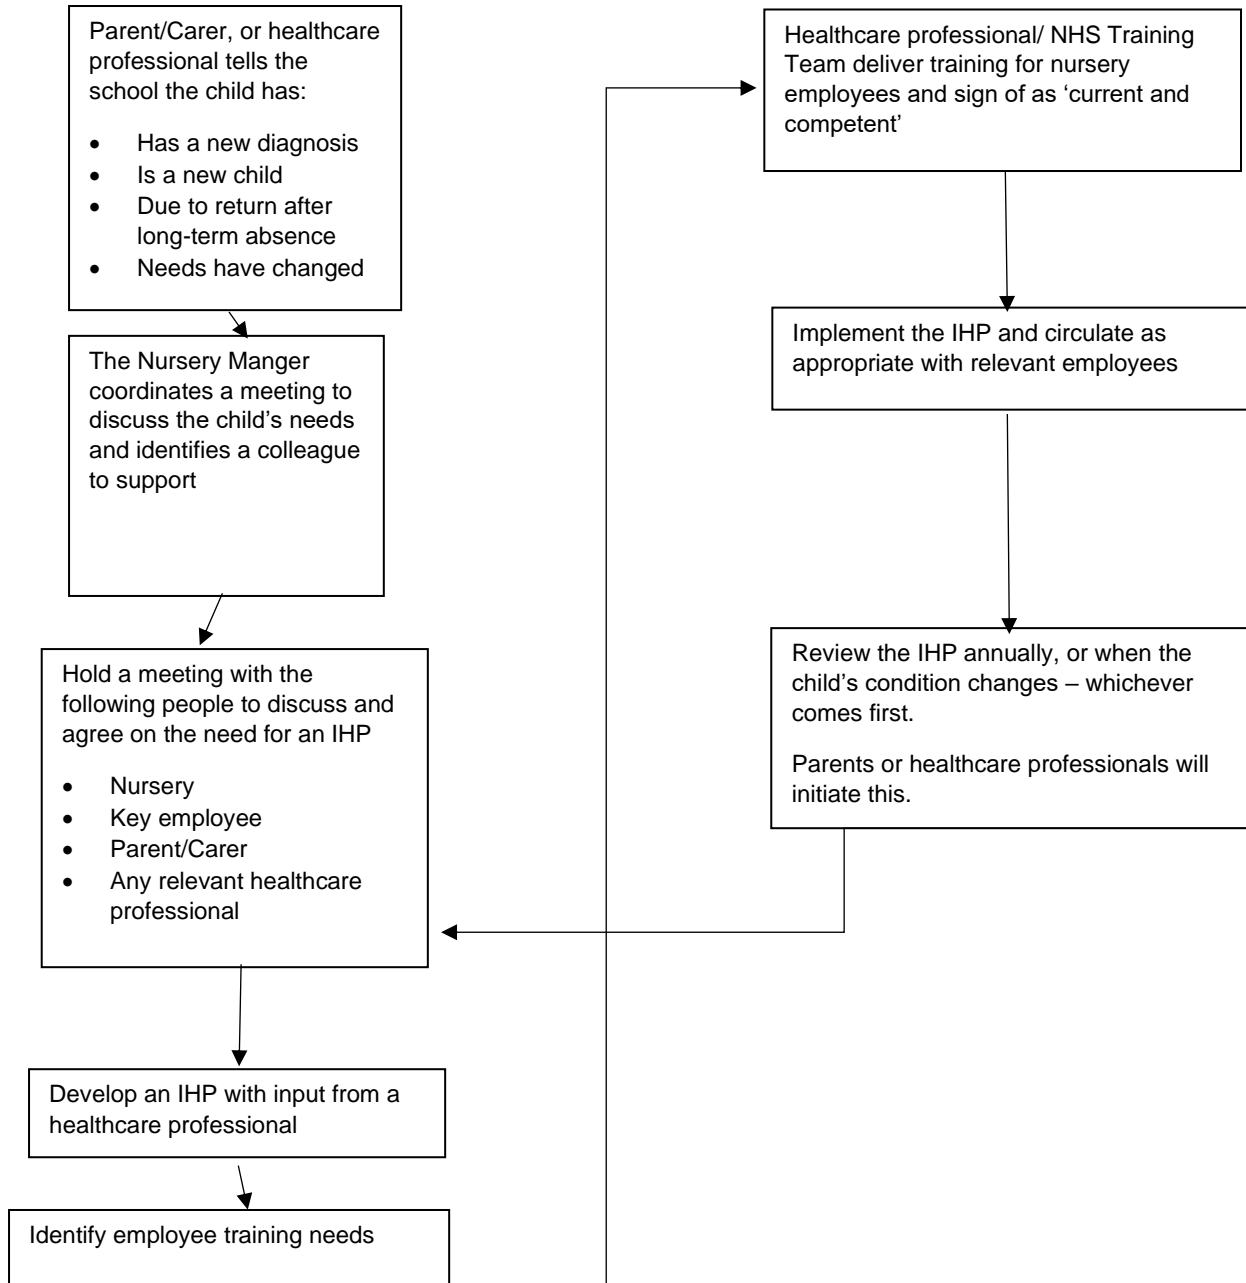 Parent/Carer, or healthcare
professional tells the
school the child has:
• Has a new diagnosis
• Is a new child
• Due to return after
long-term absence
• Needs have changed
The Nursery Manger
coordinates a meeting to
discuss the child’s needs
and identifies a colleague
to support
Hold a meeting with the
following people to discuss and
agree on the need for an IHP
• Nursery
• Key employee
• Parent/Carer
• Any relevant healthcare
professional
Develop an IHP with input from a
healthcare professional
Identify employee training needs
Healthcare professional/ NHS Training
Team deliver training for nursery
employees and sign of as ‘current and
competent’
Implement the IHP and circulate as
appropriate with relevant employees
Review the IHP annually, or when the
child’s condition changes – whichever
comes first.
Parents or healthcare professionals will
initiate this.